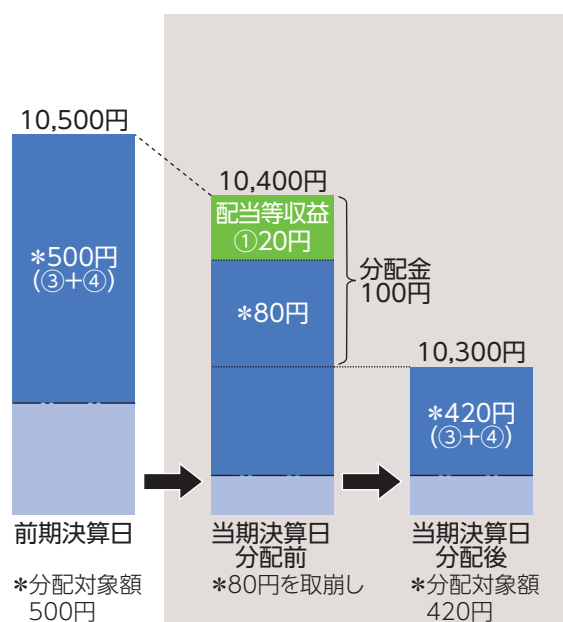 10,500円
*500円
(③+④)
前期決算日
*分配対象額
500円
10,400円
配当等収益
①20円
*80円
分配金
100円
当期決算日
分配前
*80円を取崩し
10,300円
*420円
(③+④)
当期決算日
分配後
*分配対象額
420円